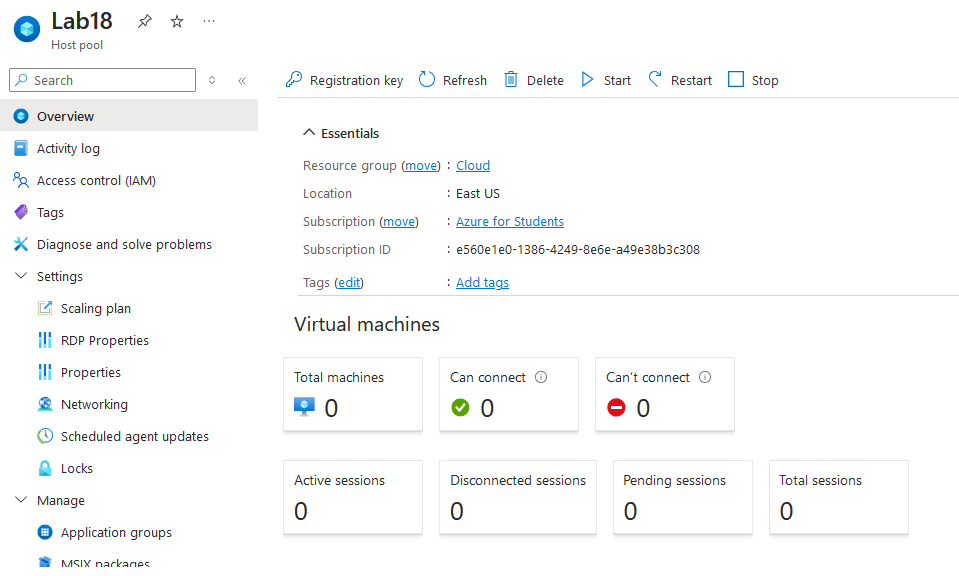 Lab18
Host pool
Search
Overview
Activity log
Access control (IAM)
Tags
Diagnose and solve problems
Settings
Scaling plan
RDP Properties
Properties
Networking
Scheduled agent updates
Locks
Manage
Application groups
MSIX packages
Registration key Refresh Delete Start Restart Stop
Essentials
Resource group (move) : Cloud
Location : East US
Subscription (move) : Azure for Students
Subscription ID : e560e1e0-1386-4249-8e6e-a49e38b3c308
Tags (edit) : Add tags
Virtual machines
Total machines
0
Can connect
0
Can't connect
0
Active sessions
0
Disconnected sessions
0
Pending sessions
0
Total sessions
0